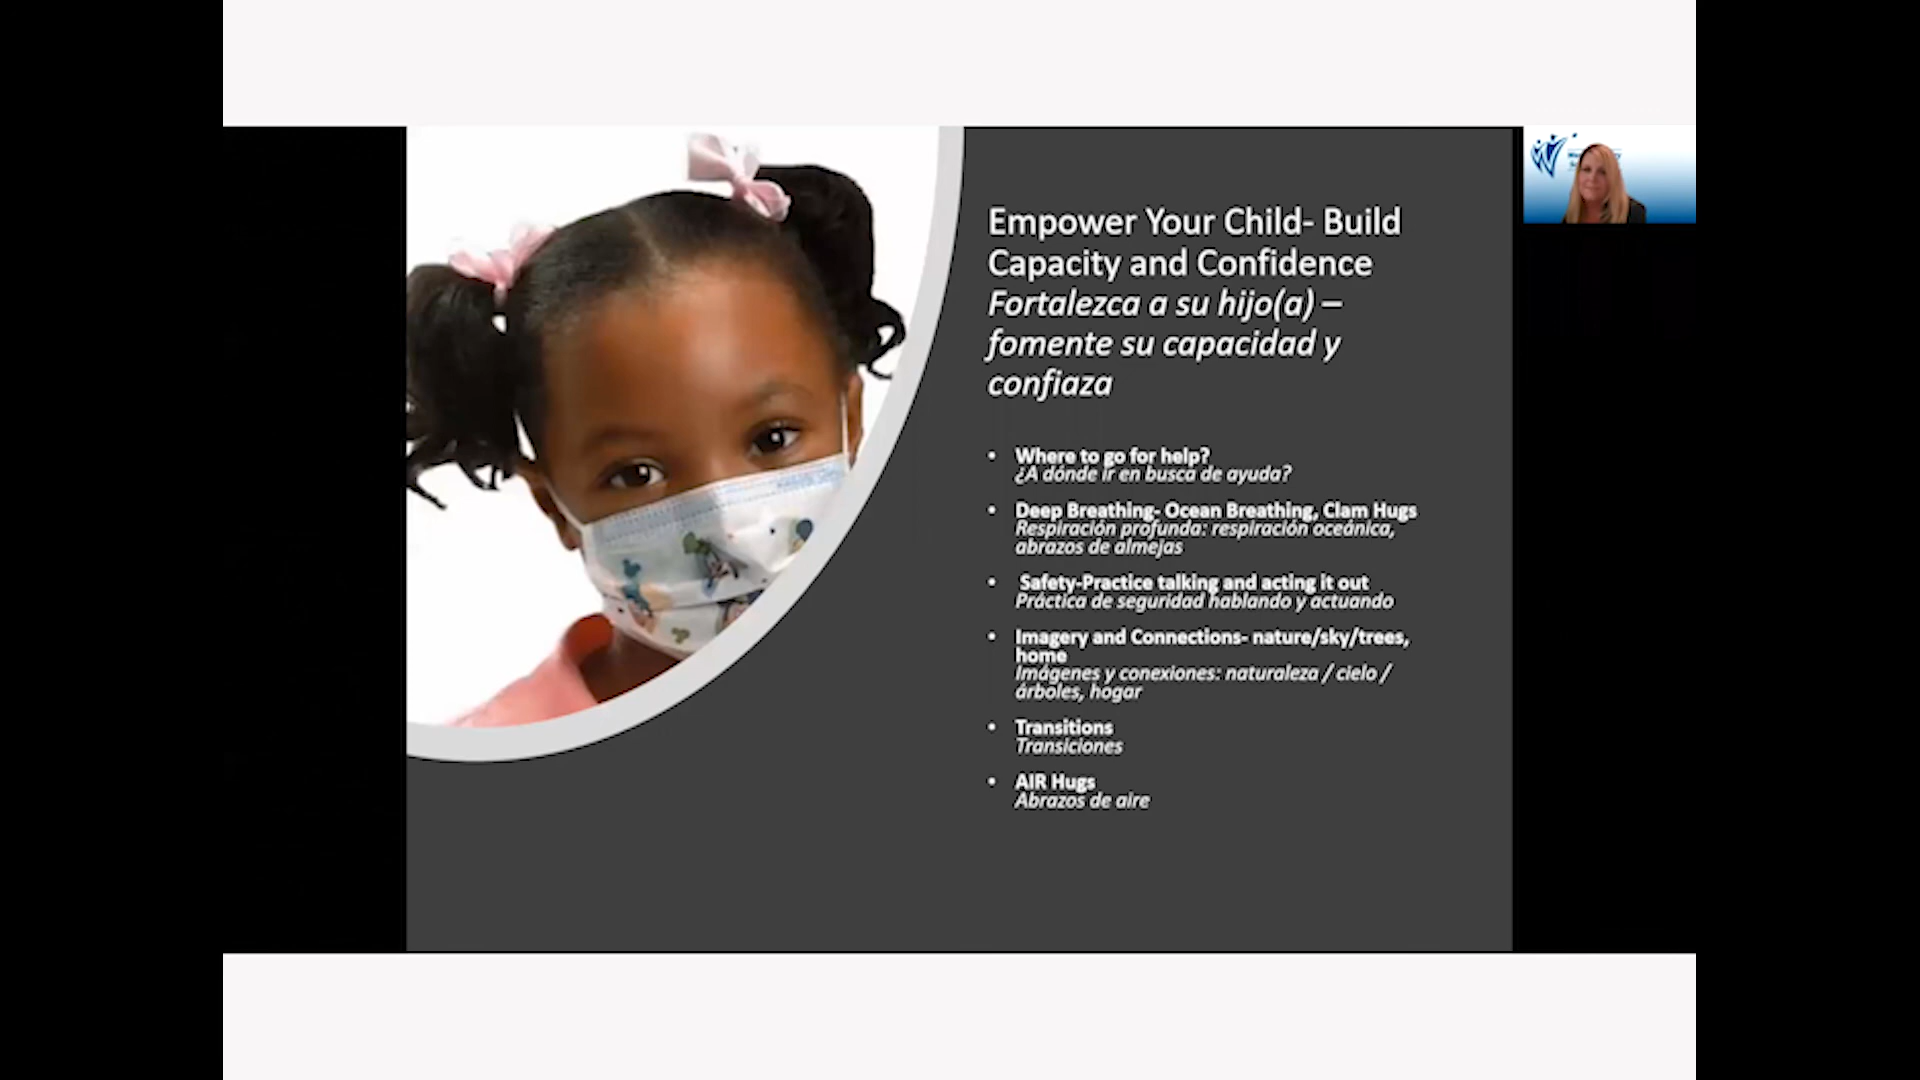 Empower Your Child- Build
Capacity and Confidence
Fortalezca a su hijo(a) –
fomente su capacidad y
confiaza
• Where to go for help?
¿A dónde ir en busca de ayuda?
• Deep Breathing- Ocean Breathing, Clam Hugs
Respiración profunda: respiración oceánica,
abrazos de almejas
• Safety-Practice talking and acting it out
Práctica de seguridad hablando y actuando
• Imagery and Connections- nature/sky/trees,
home
Imágenes y conexiones: naturaleza / cielo /
árboles, hogar
• Transitions
Transiciones
• AIR Hugs
Abrazos de aire